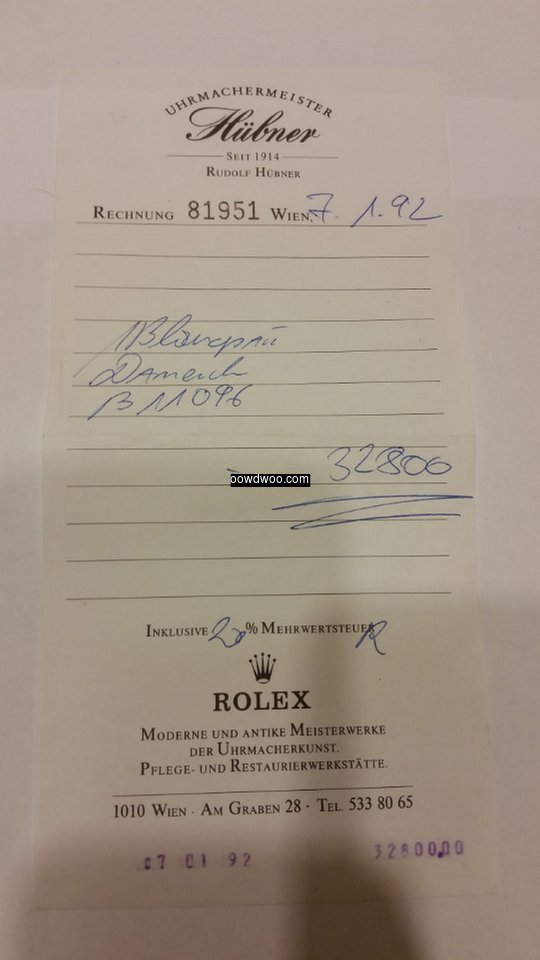 UHRMACHERMEISTER
Hübner
SEIT 1914
RUDOLF HÜBNER
RECHNUNG 81951 WIEN, 7. 1. 92
1 Blancpain
B 11096
32800
oowdwoo.com
INKLUSIVE 20 % MEHRWERTSTEUER
ROLEX
MODERNE UND ANTIKE MEISTERWERKE
DER UHRMACHERKUNST.
PFLEGE- UND RESTAURIERWERKSTÄTTE.
1010 WIEN · AM GRABEN 28 · TEL. 533 80 65
07 01 92 32800.00